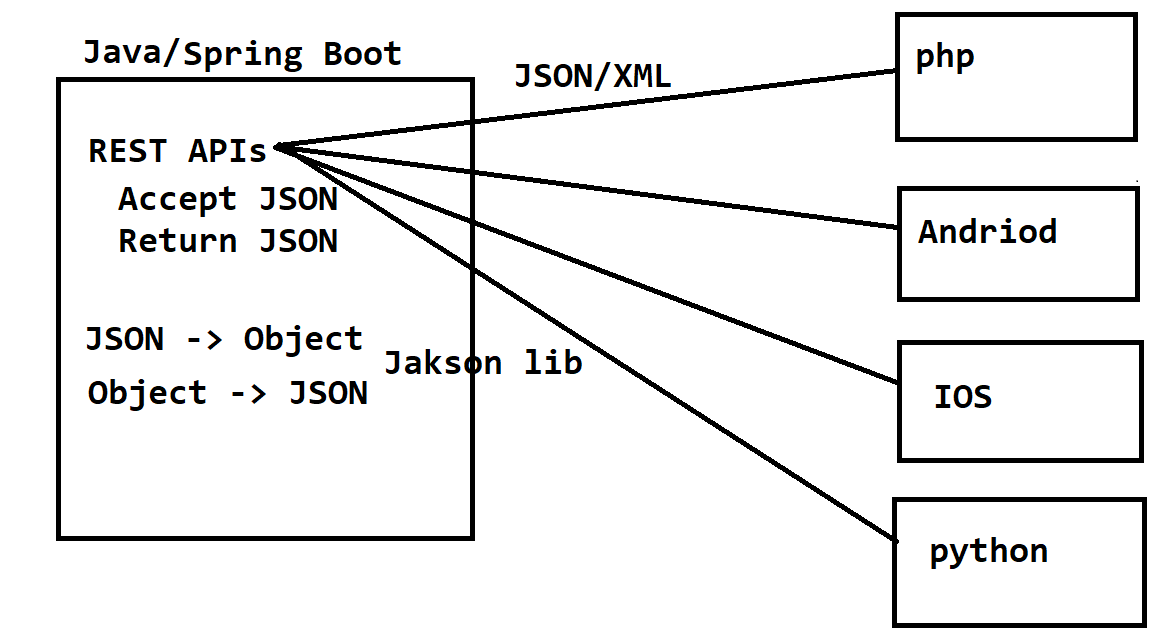 Java/Spring Boot
JSON/XML
php
REST APIs
Accept JSON
Return JSON
Andriod
JSON -> Object
Jakson lib
Object -> JSON
IOS
python